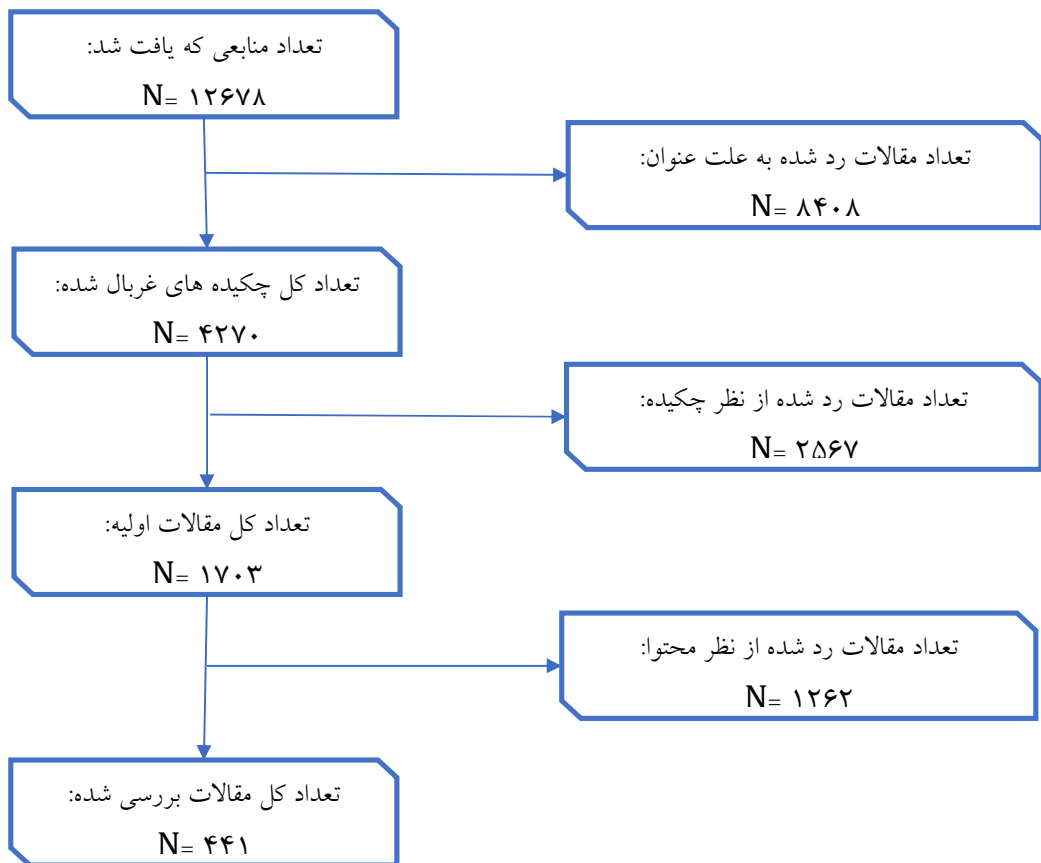 تعداد منابعی که یافت شد:
N= ۱۲۶۷۸
تعداد مقالات رد شده به علت عنوان:
N= ۸۴۰۸
تعداد کل چکیده های غربال شده:
N= ۴۲۷۰
تعداد مقالات رد شده از نظر چکیده:
N= ۲۵۶۷
تعداد کل مقالات اولیه:
N= ۱۷۰۳
تعداد مقالات رد شده از نظر محتوا:
N= ۱۲۶۲
تعداد کل مقالات بررسی شده:
N= ۴۴۱